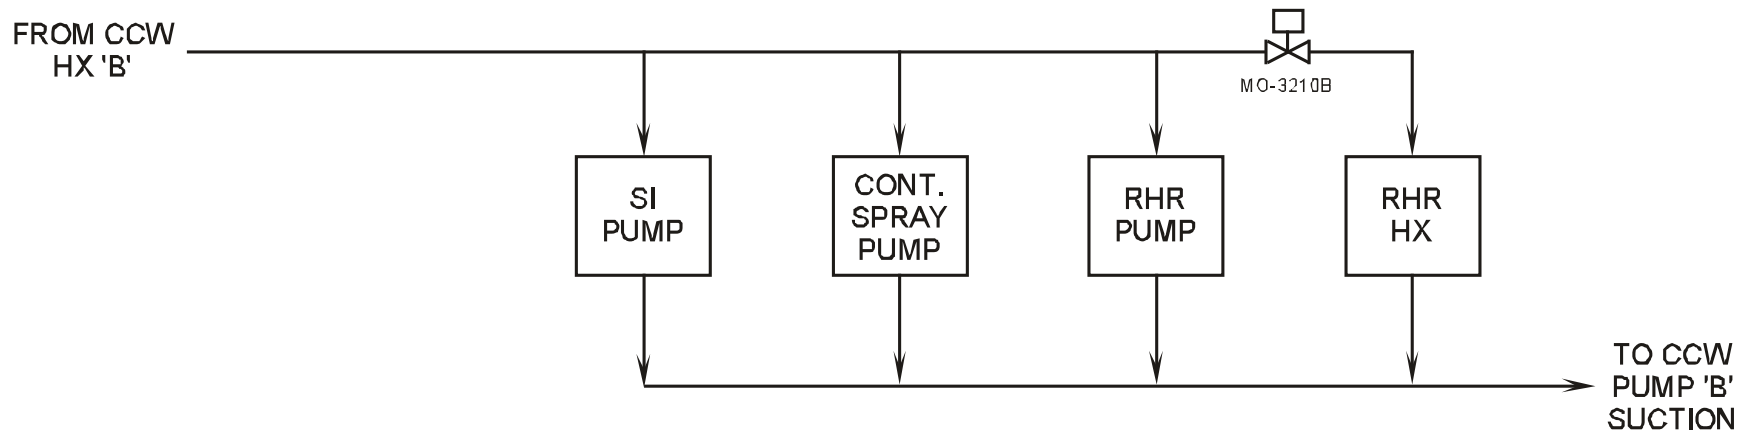 FROM CCW
HX 'B'
MO-3210B
SI
PUMP
CONT.
SPRAY
PUMP
RHR
PUMP
RHR
HX
TO CCW
PUMP 'B'
SUCTION